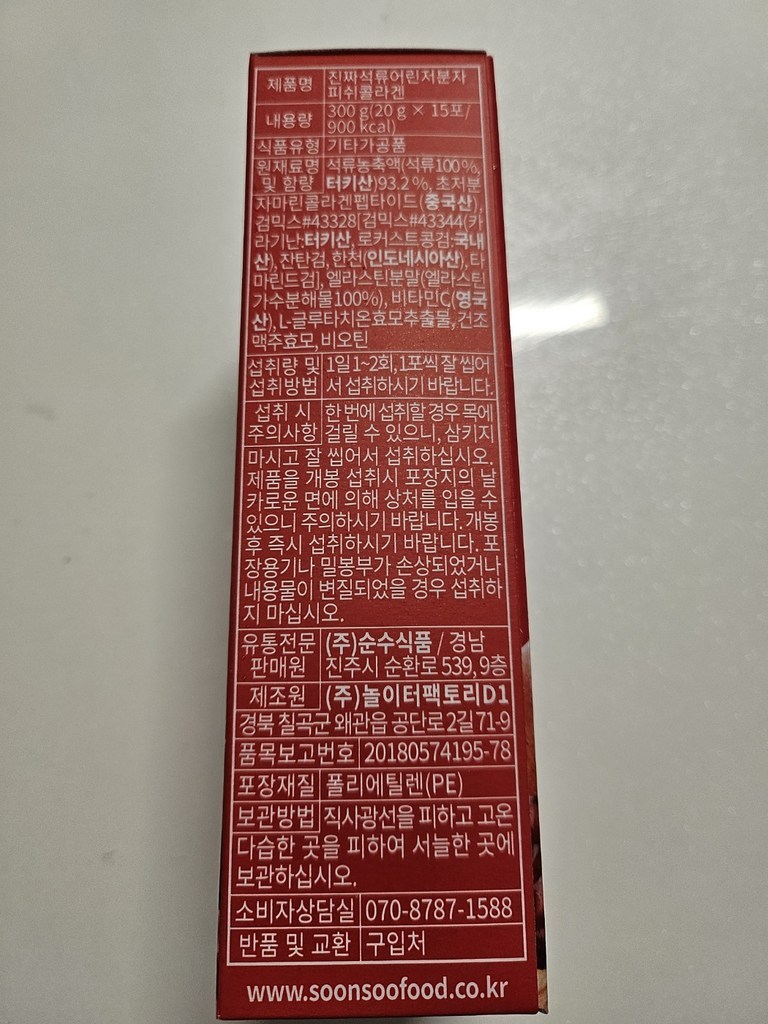 제품명 진짜석류어린저분자
피쉬콜라겐
내용량 300 g(20 g × 15포/
900 kcal)
식품유형 기타가공품
원재료명 석류농축액(석류100%,
및 함량 터키산)93.2%, 초저분
자마린콜라겐펩타이드(중국산),
검믹스#43328[검믹스#43344(카
라기난:터키산, 로커스트콩검:국내
산), 잔탄검, 한천(인도네시아산), 타
마린드검], 엘라스틴분말(엘라스틴
가수분해물100%), 비타민C(영국
산), L-글루타치온효모추출물, 건조
맥주효모, 비오틴
섭취량 및 1일 1~2회, 1포씩 잘 씹어
섭취방법 서 섭취하시기 바랍니다.
섭취 시 한번에 섭취할 경우 목에
주의사항 걸릴 수 있으니, 삼키지
마시고 잘 씹어서 섭취하십시오.
제품을 개봉 섭취시 포장지의 날
카로운 면에 의해 상처를 입을 수
있으니 주의하시기 바랍니다. 개봉
후 즉시 섭취하시기 바랍니다. 포
장용기나 밀봉부가 손상되었거나
내용물이 변질되었을 경우 섭취하
지 마십시오.
유통전문 (주)순수식품 / 경남
판매원 진주시 순환로 539, 9층
제조원 (주)놀이터팩토리D1
경북 칠곡군 왜관읍 공단로2길 71-9
품목보고번호 20180574195-78
포장재질 폴리에틸렌(PE)
보관방법 직사광선을 피하고 고온
다습한 곳을 피하여 서늘한 곳에
보관하십시오.
소비자상담실 070-8787-1588
반품 및 교환 구입처
www.soonsoofood.co.kr